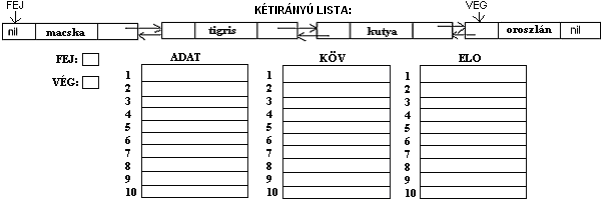 FEJ KÉTIRÁNYÚ LISTA: VEG
nil macska tigris kutya oroszlán nil
FEJ: ADAT KÖV ELO
VÉG:
1 1 1
2 2 2
3 3 3
4 4 4
5 5 5
6 6 6
7 7 7
8 8 8
9 9 9
10 10 10